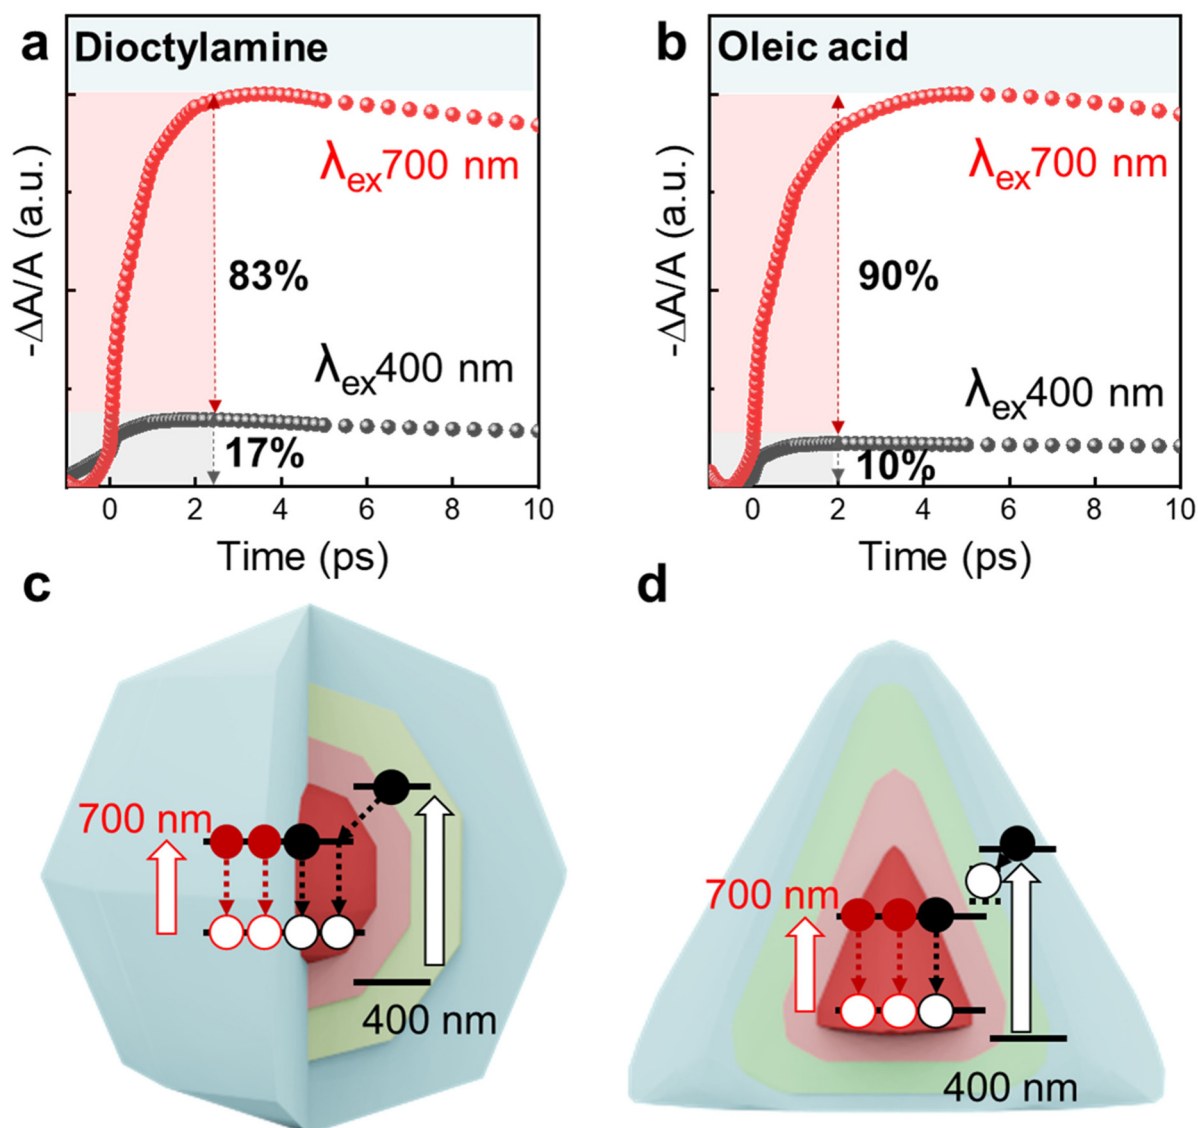 a
Dioctylamine
-ΔA/A (a.u.)
λex700 nm
83%
λex400 nm
17%
0 2 4 6 8 10
Time (ps)
b
Oleic acid
-ΔA/A (a.u.)
λex700 nm
90%
λex400 nm
10%
0 2 4 6 8 10
Time (ps)
c
700 nm
400 nm
d
700 nm
400 nm